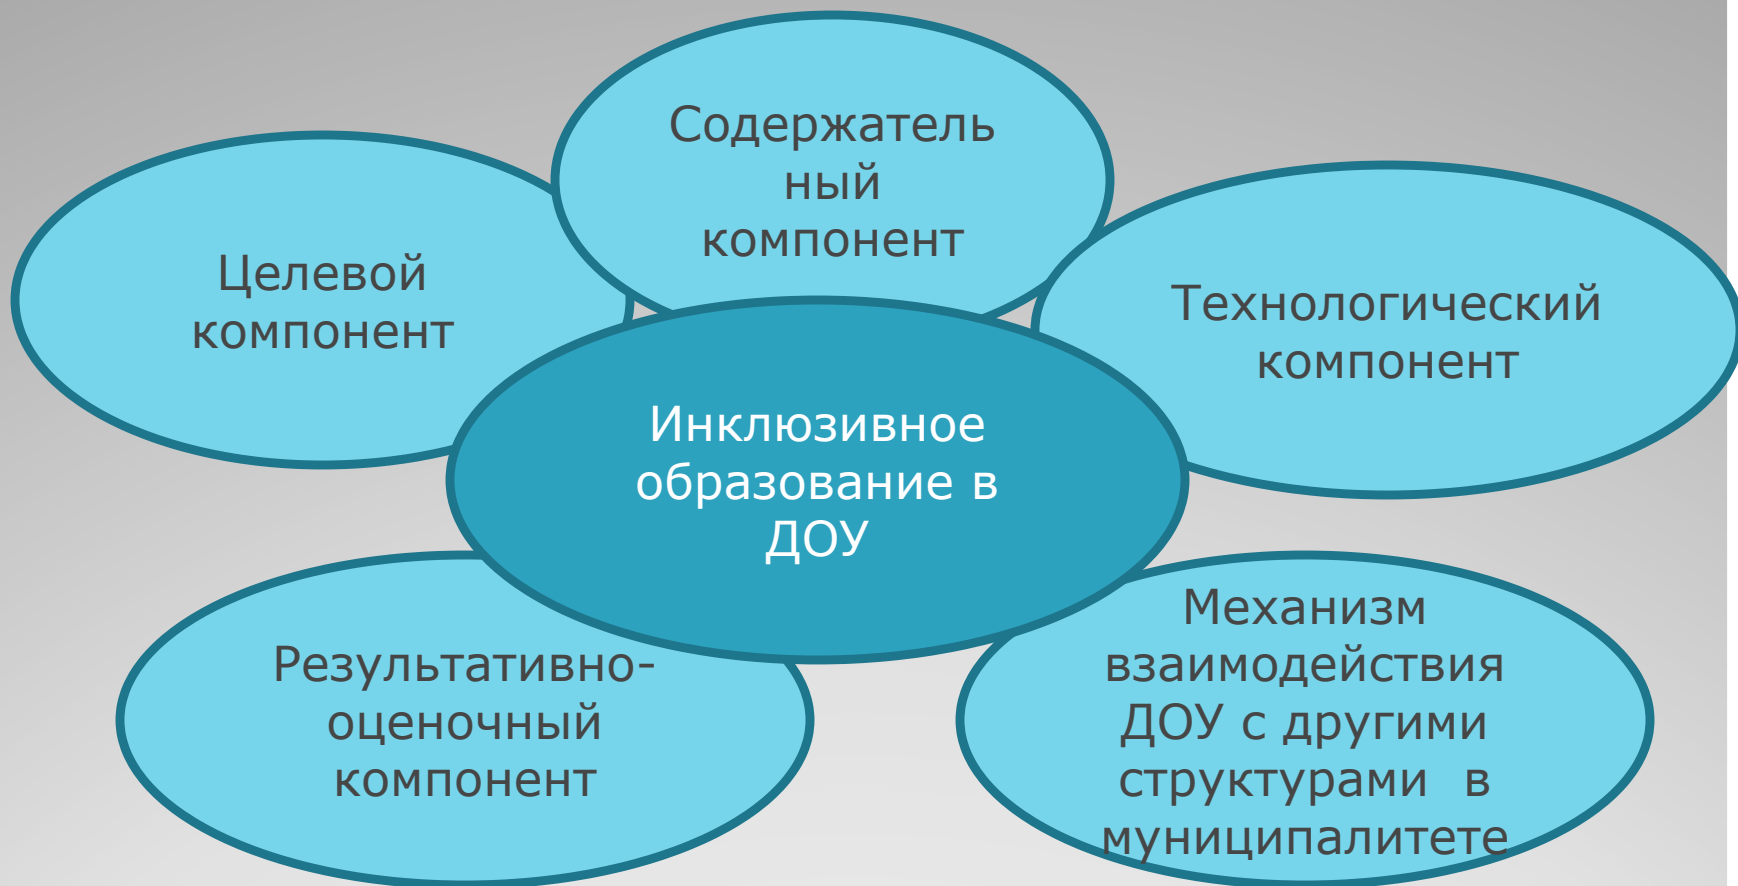 Содержатель
ный
компонент
Целевой
компонент
Технологический
компонент
Инклюзивное
образование в
ДОУ
Результативно-
оценочный
компонент
Механизм
взаимодействия
ДОУ с другими
структурами в
муниципалитете